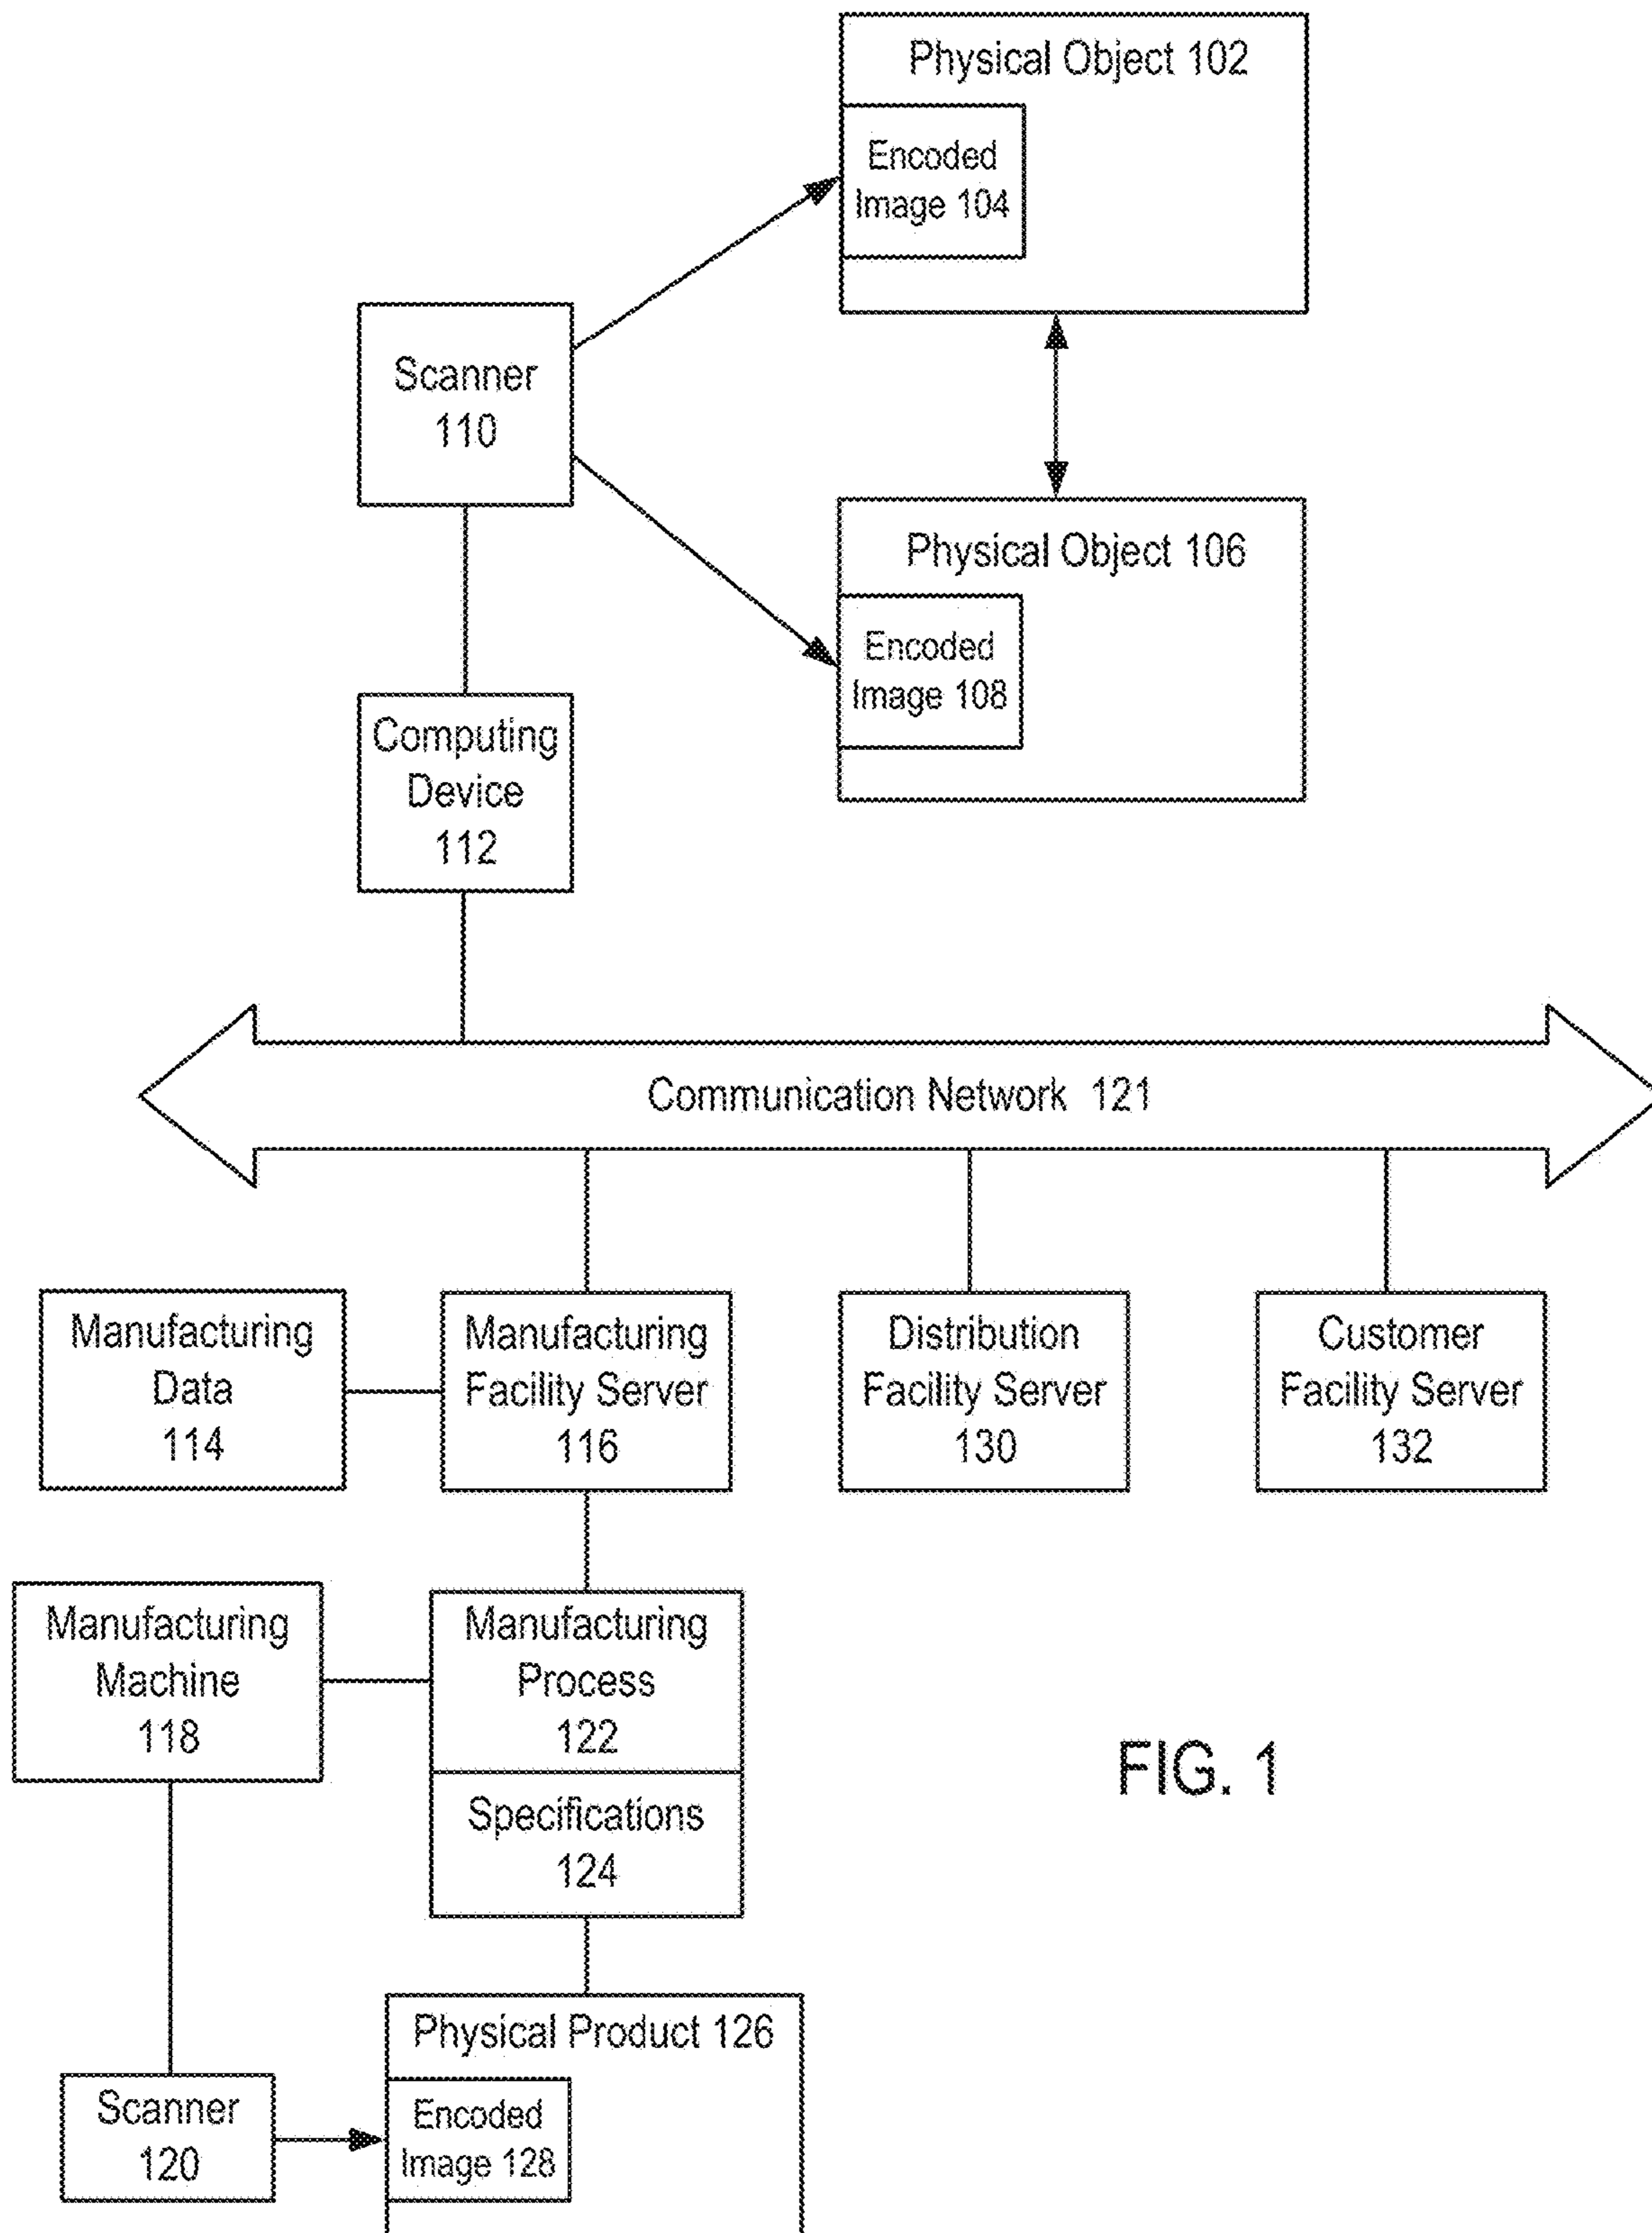 Physical Object 102
Encoded
Image 104
Scanner
110
Physical Object 106
Encoded
Image 108
Computing
Device
112
Communication Network 121
Manufacturing
Data
114
Manufacturing
Facility Server
116
Distribution
Facility Server
130
Customer
Facility Server
132
Manufacturing
Machine
118
Manufacturing
Process
122
Specifications
124
FIG. 1
Physical Product 126
Scanner
120
Encoded
Image 128